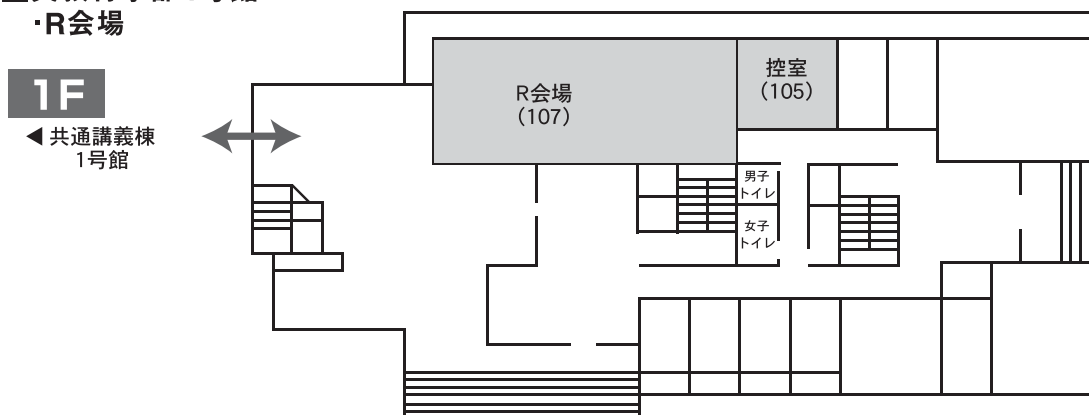 ・R会場
1F
◀ 共通講義棟
1号館
R会場
(107)
控室
(105)
男子
トイレ
女子
トイレ